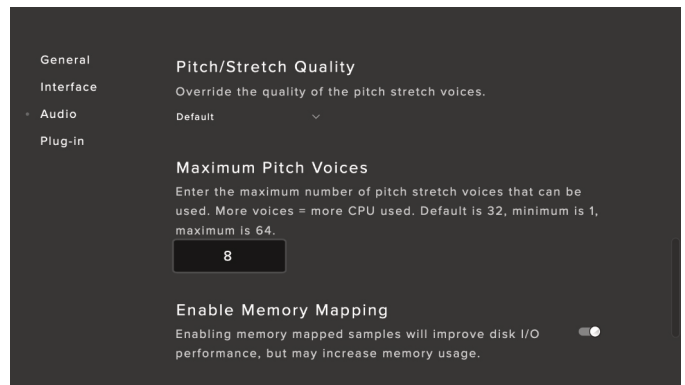 General
Interface
Audio
Plug-in
Pitch/Stretch Quality
Override the quality of the pitch stretch voices.
Default
Maximum Pitch Voices
Enter the maximum number of pitch stretch voices that can be
used. More voices = more CPU used. Default is 32, minimum is 1,
maximum is 64.
8
Enable Memory Mapping
Enabling memory mapped samples will improve disk I/O
performance, but may increase memory usage.